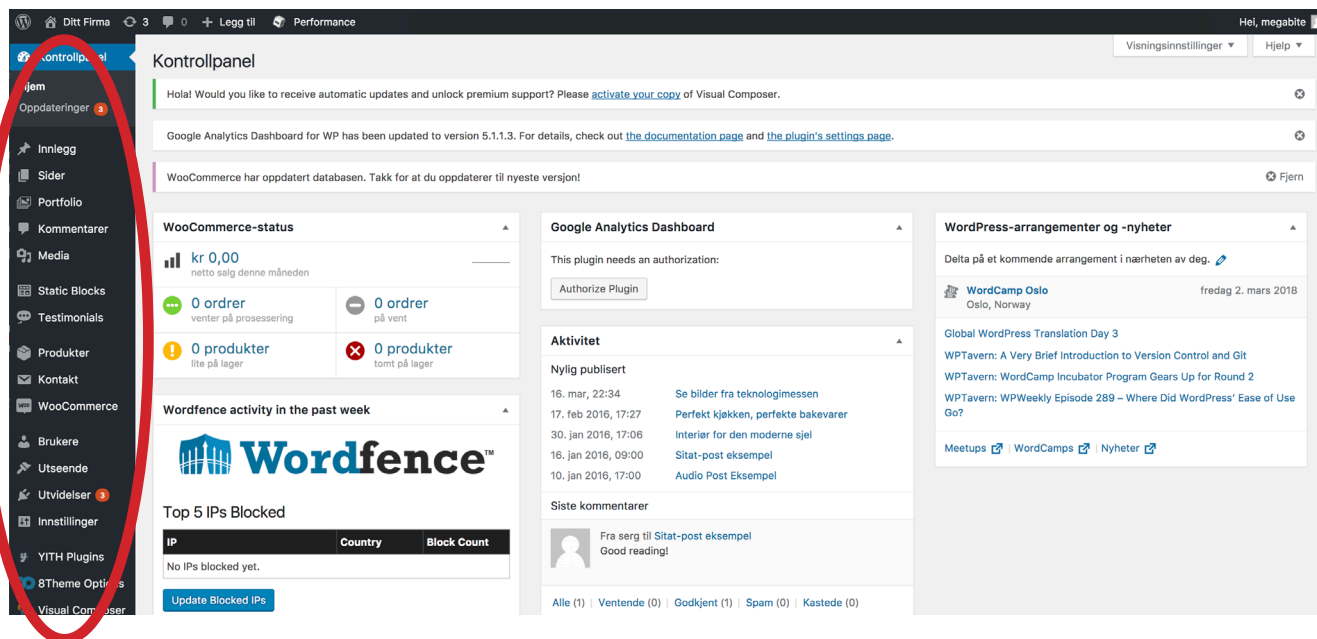 Ditt Firma 3 0 + Legg til Performance Hei, megabite
Kontrollpanel
Hjem
Oppdateringer 3
Innlegg
Sider
Portfolio
Kommentarer
Media
Static Blocks
Testimonials
Produkter
Kontakt
WooCommerce
Brukere
Utseende
Utvidelser 3
Innstillinger
YITH Plugins
8Theme Options
Visual Composer
Visningsinnstillinger ▼ Hjelp ▼
Kontrollpanel
Hola! Would you like to receive automatic updates and unlock premium support? Please activate your copy of Visual Composer.
Google Analytics Dashboard for WP has been updated to version 5.1.1.3. For details, check out the documentation page and the plugin's settings page.
WooCommerce har oppdatert databasen. Takk for at du oppdaterer til nyeste versjon! Fjern
WooCommerce-status
kr 0,00
netto salg denne måneden
0 ordrer
venter på prosessering
0 ordrer
på vent
0 produkter
lite på lager
0 produkter
tomt på lager
Wordfence activity in the past week
Wordfence™
Top 5 IPs Blocked
IP Country Block Count
No IPs blocked yet.
Update Blocked IPs
Google Analytics Dashboard
This plugin needs an authorization:
Authorize Plugin
Aktivitet
Nylig publisert
16. mar, 22:34 Se bilder fra teknologimessen
17. feb 2016, 17:27 Perfekt kjøkken, perfekte bakevarer
30. jan 2016, 17:06 Interiør for den moderne sjel
16. jan 2016, 09:00 Sitat-post eksempel
10. jan 2016, 17:00 Audio Post Eksempel
Siste kommentarer
Fra serg til Sitat-post eksempel
Good reading!
Alle (1) | Ventende (0) | Godkjent (1) | Spam (0) | Kastede (0)
WordPress-arrangementer og -nyheter
Delta på et kommende arrangement i nærheten av deg.
WordCamp Oslo fredag 2. mars 2018
Oslo, Norway
Global WordPress Translation Day 3
WPTavern: A Very Brief Introduction to Version Control and Git
WPTavern: WordCamp Incubator Program Gears Up for Round 2
WPTavern: WPWeekly Episode 289 – Where Did WordPress' Ease of Use
Go?
Meetups | WordCamps | Nyheter